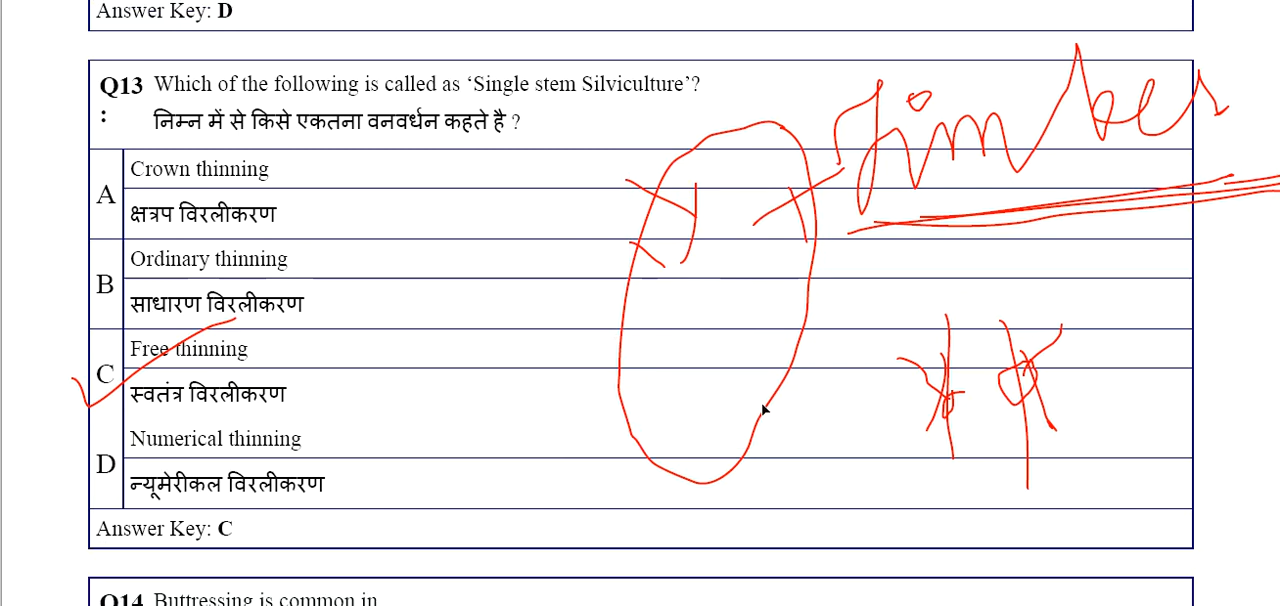 Answer Key: D
Q13 Which of the following is called as ‘Single stem Silviculture’?
: निम्न में से किसे एकतना वनवर्धन कहते है ?
Timber
A
Crown thinning
क्षत्रप विरलीकरण
B
Ordinary thinning
साधारण विरलीकरण
C
Free thinning
स्वतंत्र विरलीकरण
D
Numerical thinning
न्यूमेरीकल विरलीकरण
Answer Key: C
Q14 Buttressing is common in